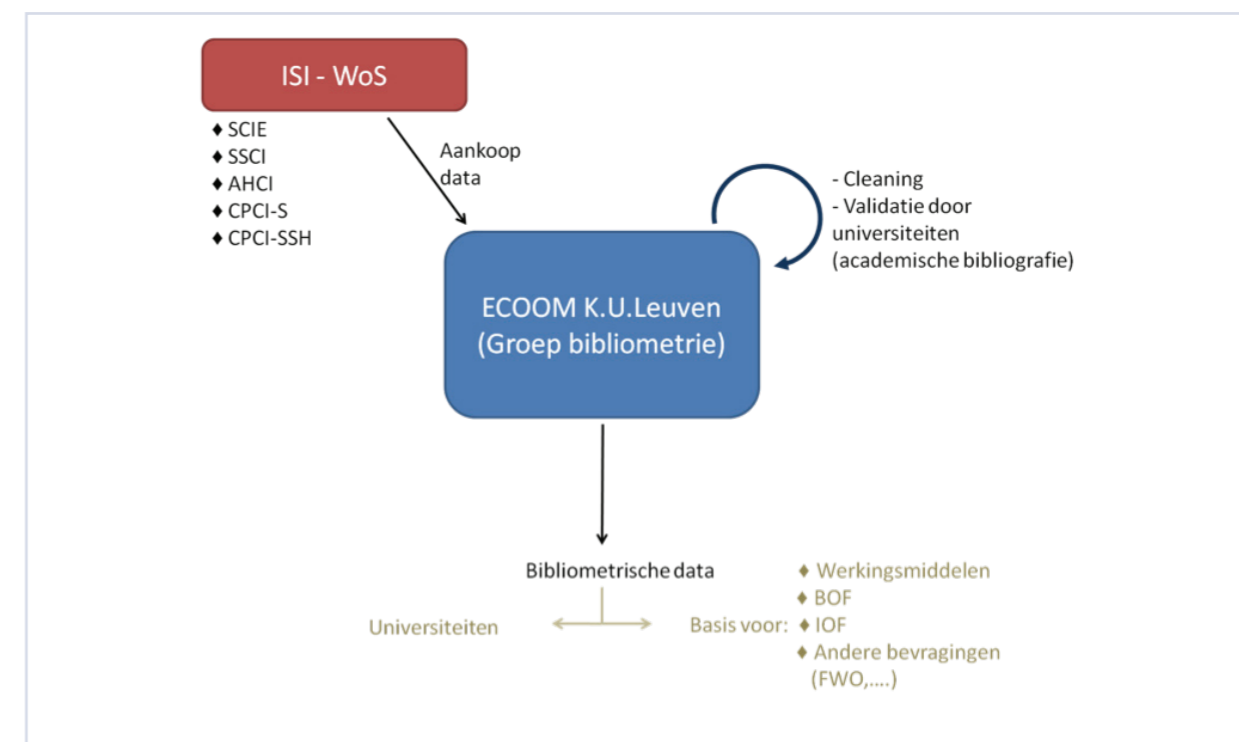 ISI - WoS
♦ SCIE
♦ SSCI
♦ AHCI
♦ CPCI-S
♦ CPCI-SSH
Aankoop
data
- Cleaning
- Validatie door
universiteiten
(academische bibliografie)
ECOOM K.U.Leuven
(Groep bibliometrie)
Bibliometrische data
Universiteiten
Basis voor:
♦ Werkingsmiddelen
♦ BOF
♦ IOF
♦ Andere bevragingen
(FWO,....)